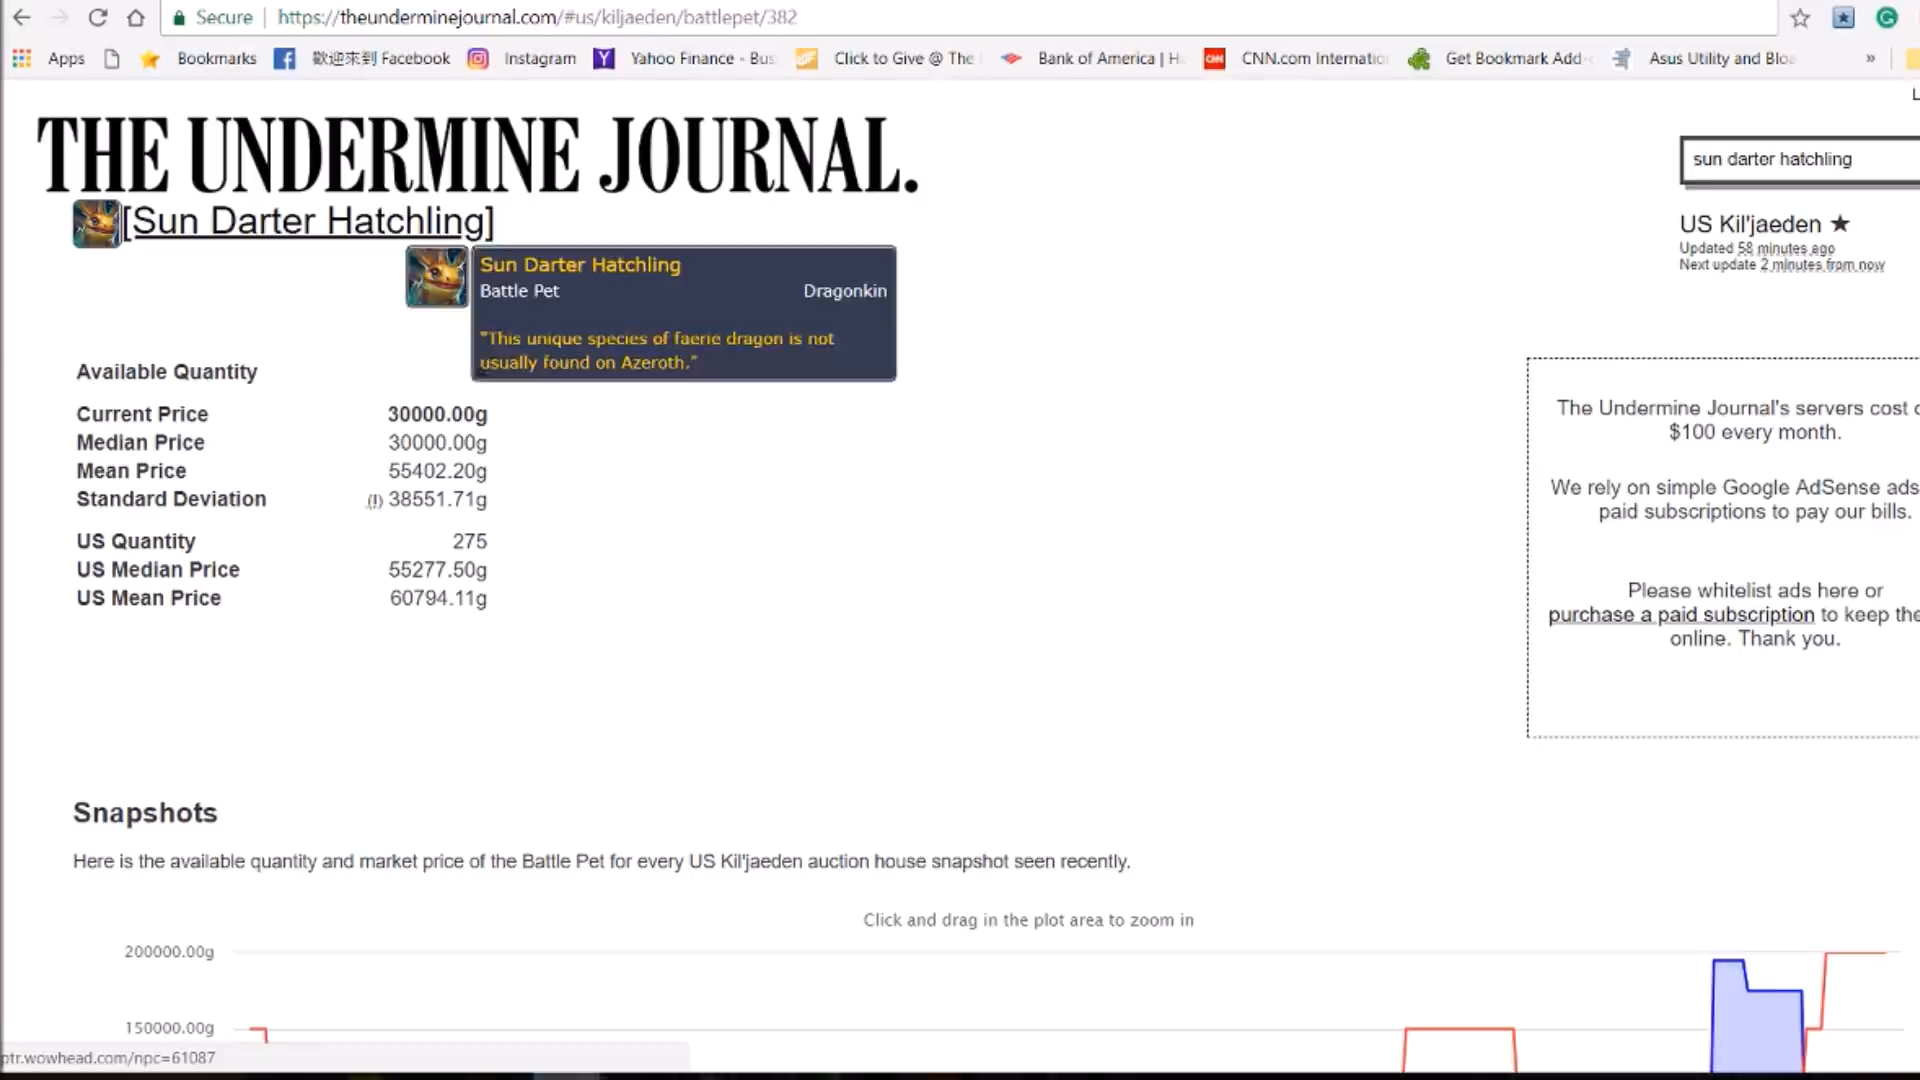 Secure https://theunderminejournal.com/#us/kiljaeden/battlepet/382
Apps Bookmarks 歡迎來到 Facebook Instagram Yahoo Finance - Bus Click to Give @ The Bank of America | H CNN.com Internatio Get Bookmark Add- Asus Utility and Bloa »
L
THE UNDERMINE JOURNAL.
sun darter hatchling
[Sun Darter Hatchling]
US Kil'jaeden ★
Updated 58 minutes ago
Next update 2 minutes from now
Sun Darter Hatchling
Battle Pet Dragonkin
"This unique species of faerie dragon is not
usually found on Azeroth."
Available Quantity
Current Price 30000.00g
Median Price 30000.00g
Mean Price 55402.20g
Standard Deviation (!) 38551.71g
US Quantity 275
US Median Price 55277.50g
US Mean Price 60794.11g
The Undermine Journal's servers cost
$100 every month.
We rely on simple Google AdSense ads
paid subscriptions to pay our bills.
Please whitelist ads here or
purchase a paid subscription to keep the
online. Thank you.
Snapshots
Here is the available quantity and market price of the Battle Pet for every US Kil'jaeden auction house snapshot seen recently.
Click and drag in the plot area to zoom in
200000.00g
150000.00g
ptr.wowhead.com/npc=61087